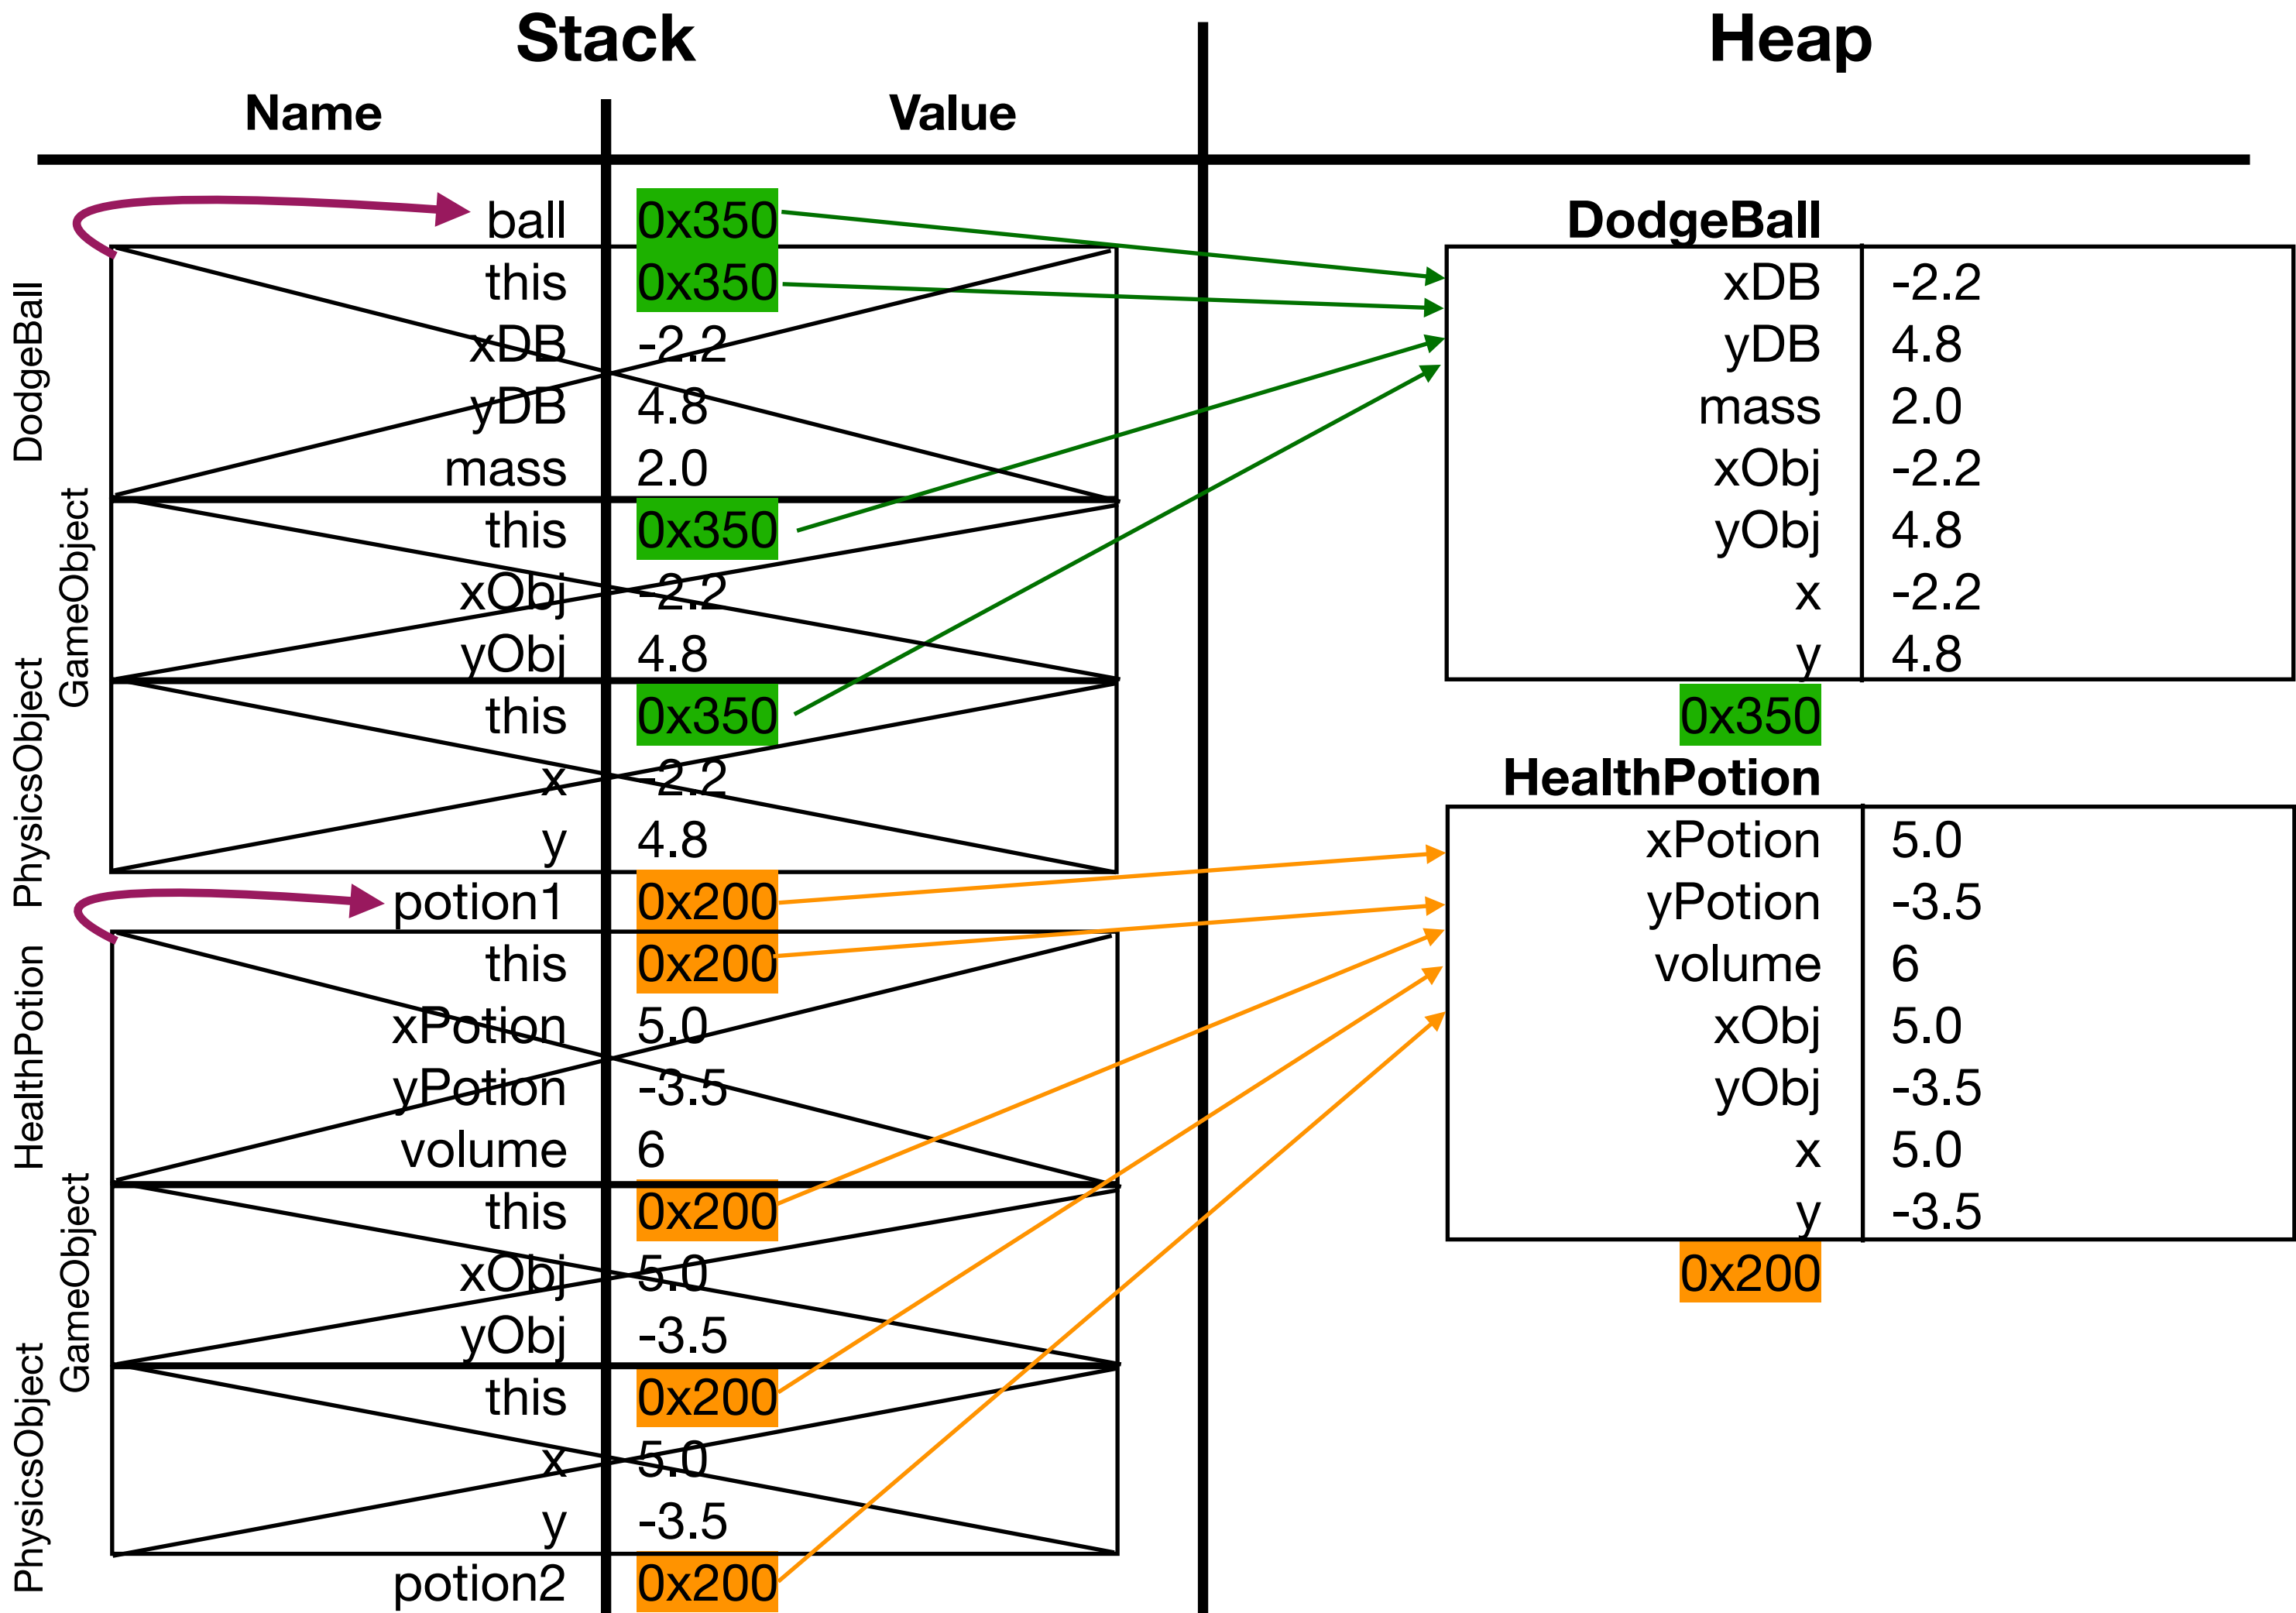 Stack
Heap
Name Value
ball 0x350
DodgeBall
this 0x350
xDB -2.2
yDB 4.8
mass 2.0
GameObject
this 0x350
xObj -2.2
yObj 4.8
PhysicsObject
this 0x350
x -2.2
y 4.8
potion1 0x200
HealthPotion
this 0x200
xPotion 5.0
yPotion -3.5
volume 6
GameObject
this 0x200
xObj 5.0
yObj -3.5
PhysicsObject
this 0x200
x 5.0
y -3.5
potion2 0x200
DodgeBall
xDB -2.2
yDB 4.8
mass 2.0
xObj -2.2
yObj 4.8
x -2.2
y 4.8
0x350
HealthPotion
xPotion 5.0
yPotion -3.5
volume 6
xObj 5.0
yObj -3.5
x 5.0
y -3.5
0x200